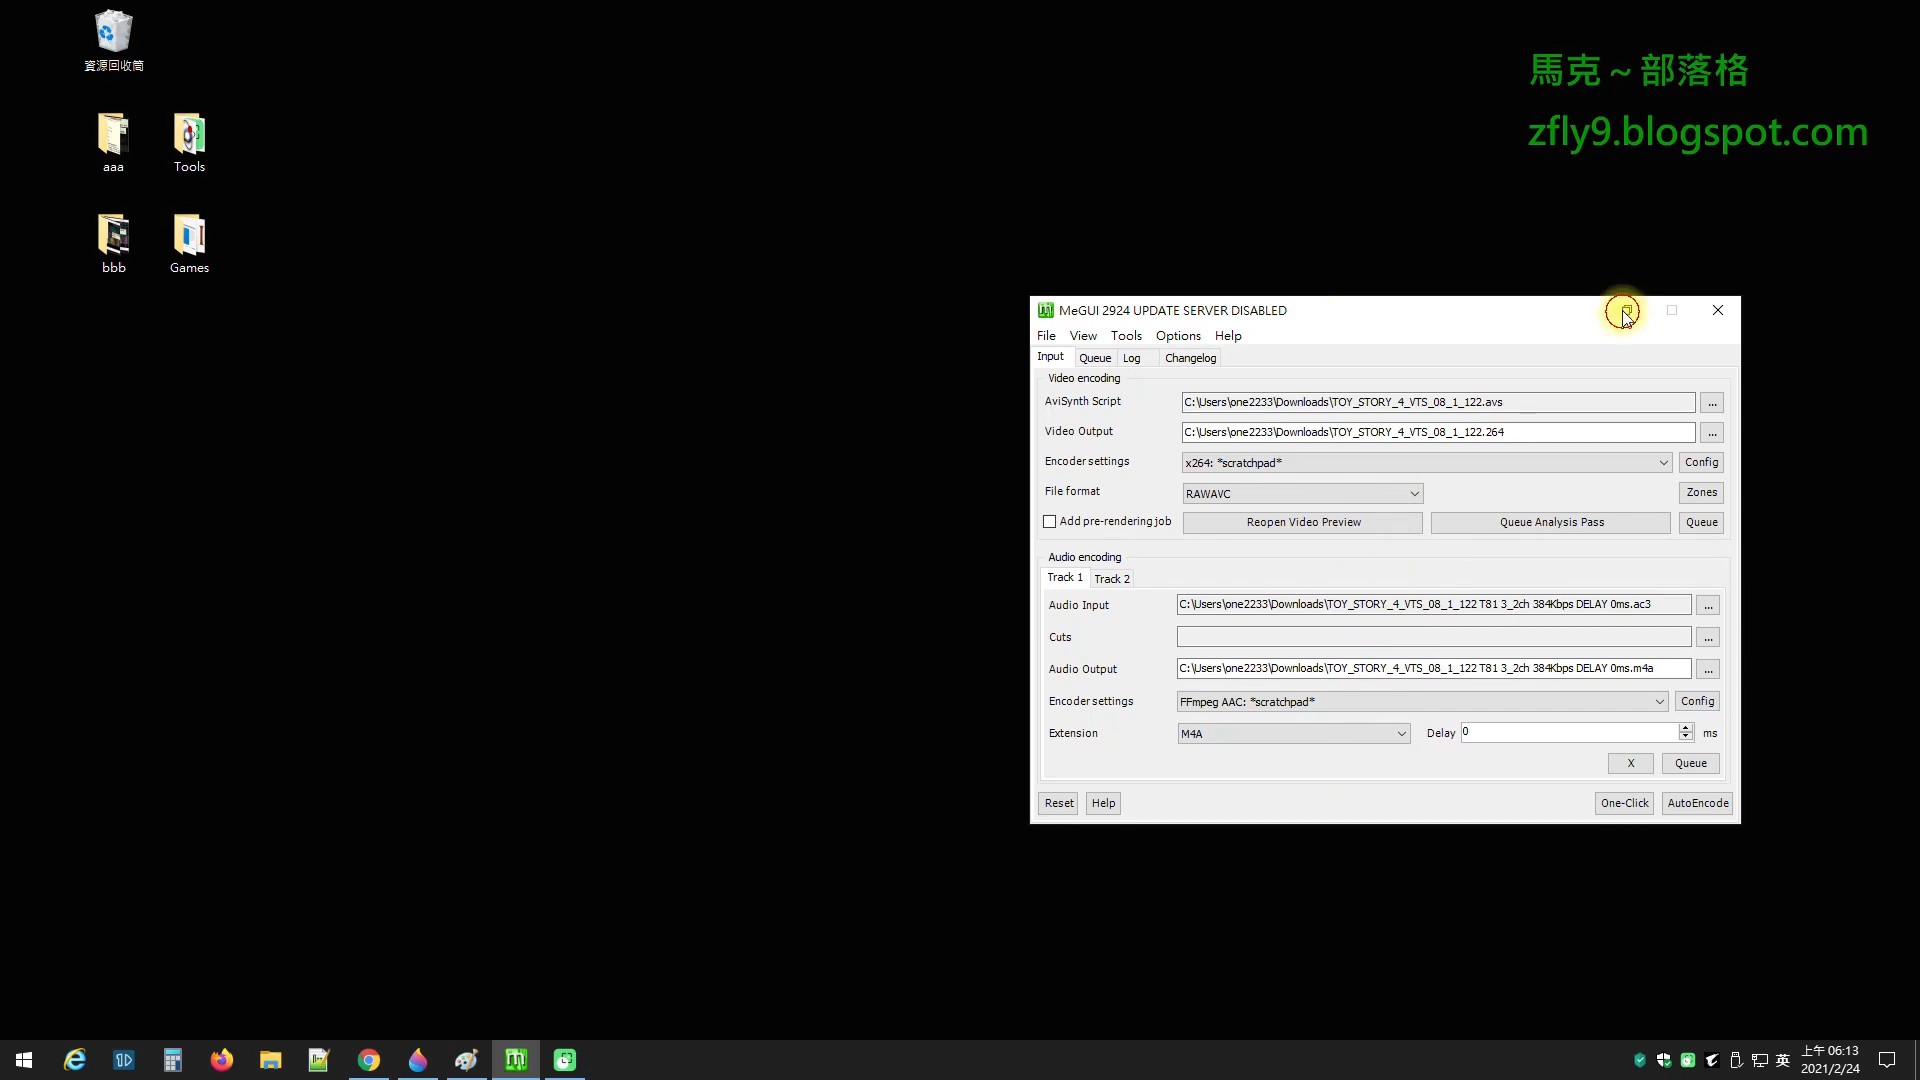 資源回收筒
aaa
Tools
bbb
Games
馬克～部落格
zfly9.blogspot.com
MeGUI 2924 UPDATE SERVER DISABLED
File View Tools Options Help
Input Queue Log Changelog
Video encoding
AviSynth Script C:\Users\one2233\Downloads\TOY_STORY_4_VTS_08_1_122.avs ...
Video Output C:\Users\one2233\Downloads\TOY_STORY_4_VTS_08_1_122.264 ...
Encoder settings x264: *scratchpad* Config
File format RAWAVC Zones
Add pre-rendering job Reopen Video Preview Queue Analysis Pass Queue
Audio encoding
Track 1 Track 2
Audio Input C:\Users\one2233\Downloads\TOY_STORY_4_VTS_08_1_122 T81 3_2ch 384Kbps DELAY 0ms.ac3 ...
Cuts ...
Audio Output C:\Users\one2233\Downloads\TOY_STORY_4_VTS_08_1_122 T81 3_2ch 384Kbps DELAY 0ms.m4a ...
Encoder settings FFmpeg AAC: *scratchpad* Config
Extension M4A Delay 0 ms
X Queue
Reset Help One-Click AutoEncode
英
上午 06:13
2021/2/24